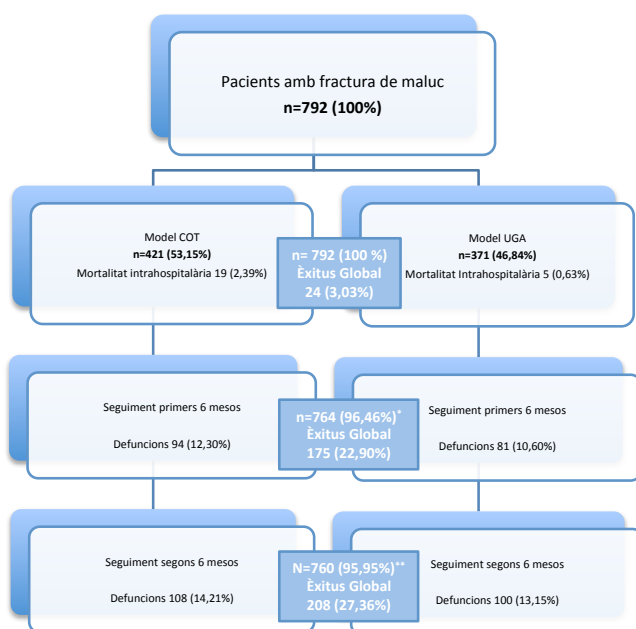 Pacients amb fractura de maluc
n=792 (100%)
Model COT
n=421 (53,15%)
Mortalitat intrahospitalària 19 (2,39%)
n= 792 (100 %)
Èxitus Global
24 (3,03%)
Model UGA
n=371 (46,84%)
Mortalitat Intrahospitalària 5 (0,63%)
Seguiment primers 6 mesos
Defuncions 94 (12,30%)
n=764 (96,46%)*
Èxitus Global
175 (22,90%)
Seguiment primers 6 mesos
Defuncions 81 (10,60%)
Seguiment segons 6 mesos
Defuncions 108 (14,21%)
N=760 (95,95%)**
Èxitus Global
208 (27,36%)
Seguiment segons 6 mesos
Defuncions 100 (13,15%)